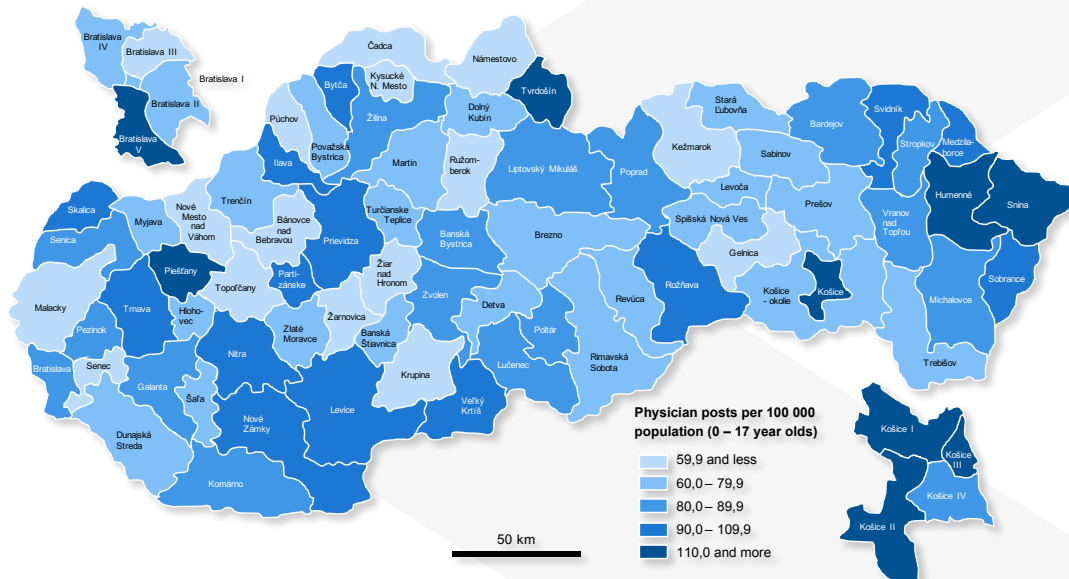 Bratislava
IV
Bratislava III
Bratislava I
Bratislava II
Bratislava
V
Čadca
Námestovo
Kysucké
N. Mesto
Bytča
Tvrdošín
Púchov
Žilina
Dolný
Kubín
Považská
Bystrica
Ilava
Martin
Ružom-
berok
Liptovský Mikuláš
Poprad
Kežmarok
Stará
Ľubovňa
Bardejov
Svidník
Stropkov
Medzila-
borce
Sabinov
Humenné
Snina
Levoča
Prešov
Vranov
nad
Topľou
Skalica
Senica
Myjava
Nové
Mesto
nad
Váhom
Trenčín
Bánovce
nad
Bebravou
Prievidza
Turčianske
Teplice
Banská
Bystrica
Brezno
Spišská Nová Ves
Gelnica
Rožňava
Košice
- okolie
Košice
Michalovce
Sobrance
Trebišov
Malacky
Piešťany
Topoľčany
Parti-
zánske
Žiar
nad
Hronom
Zvolen
Detva
Revúca
Trnava
Hloho-
vec
Žarnovica
Zlaté
Moravce
Banská
Štiavnica
Poltár
Rimavská
Sobota
Pezinok
Bratislava
Senec
Galanta
Nitra
Krupina
Lučenec
Šaľa
Levice
Veľký
Krtíš
Dunajská
Streda
Nové
Zámky
Komárno
Physician posts per 100 000
population (0 – 17 year olds)
59,9 and less
60,0 – 79,9
80,0 – 89,9
90,0 – 109,9
110,0 and more
50 km
Košice I
Košice
III
Košice IV
Košice II